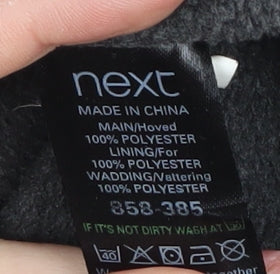 next
MADE IN CHINA
MAIN/Hoved
100% POLYESTER
LINING/For
100% POLYESTER
WADDING/Vattering
100% POLYESTER
858-385
IF IT'S NOT DIRTY WASH AT 30
40